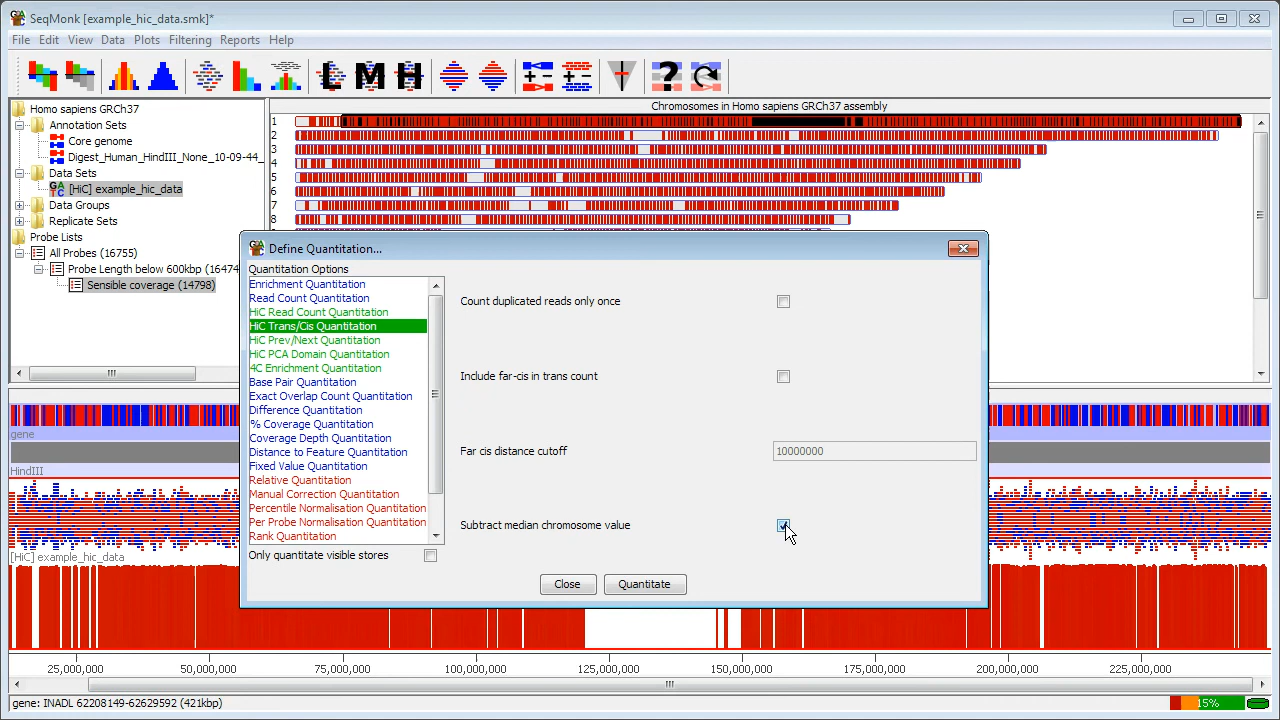 SeqMonk [example_hic_data.smk]*
File Edit View Data Plots Filtering Reports Help
L M H ?
Homo sapiens GRCh37
Annotation Sets
Core genome
Digest_Human_HindIII_None_10-09-44_
Data Sets
[HiC] example_hic_data
Data Groups
Replicate Sets
Probe Lists
All Probes (16755)
Probe Length below 600kbp (16474
Sensible coverage (14798)
Chromosomes in Homo sapiens GRCh37 assembly
1
2
3
4
5
6
7
8
Define Quantitation...
Quantitation Options
Enrichment Quantitation
Read Count Quantitation
HiC Read Count Quantitation
HiC Trans/Cis Quantitation
HiC Prev/Next Quantitation
HiC PCA Domain Quantitation
4C Enrichment Quantitation
Base Pair Quantitation
Exact Overlap Count Quantitation
Difference Quantitation
% Coverage Quantitation
Coverage Depth Quantitation
Distance to Feature Quantitation
Fixed Value Quantitation
Relative Quantitation
Manual Correction Quantitation
Percentile Normalisation Quantitation
Per Probe Normalisation Quantitation
Rank Quantitation
Only quantitate visible stores
Count duplicated reads only once
Include far-cis in trans count
Far cis distance cutoff 10000000
Subtract median chromosome value
Close Quantitate
gene
HindIII
[HiC] example_hic_data
25,000,000 50,000,000 75,000,000 100,000,000 125,000,000 150,000,000 175,000,000 200,000,000 225,000,000
gene: INADL 62208149-62629592 (421kbp)
15%